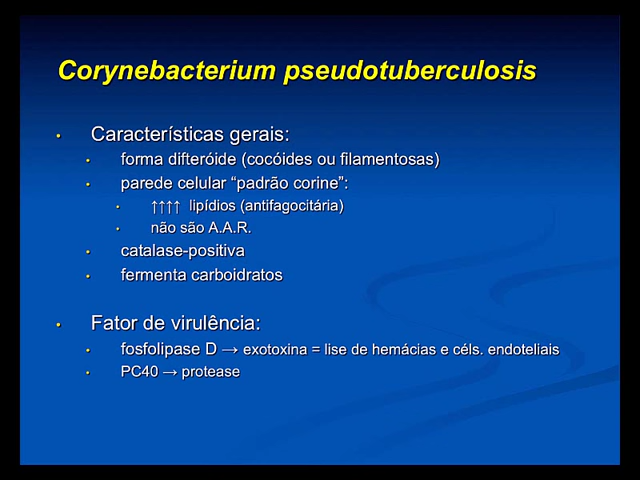 Corynebacterium pseudotuberculosis
• Características gerais:
• forma difteróide (cocóides ou filamentosas)
• parede celular “padrão corine”:
• ↑↑↑↑ lipídios (antifagocitária)
• não são A.A.R.
• catalase-positiva
• fermenta carboidratos
• Fator de virulência:
• fosfolipase D → exotoxina = lise de hemácias e céls. endoteliais
• PC40 → protease